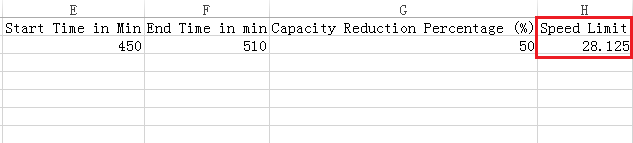 E F G H
Start Time in Min End Time in min Capacity Reduction Percentage (%) Speed Limit
450 510 50 28.125